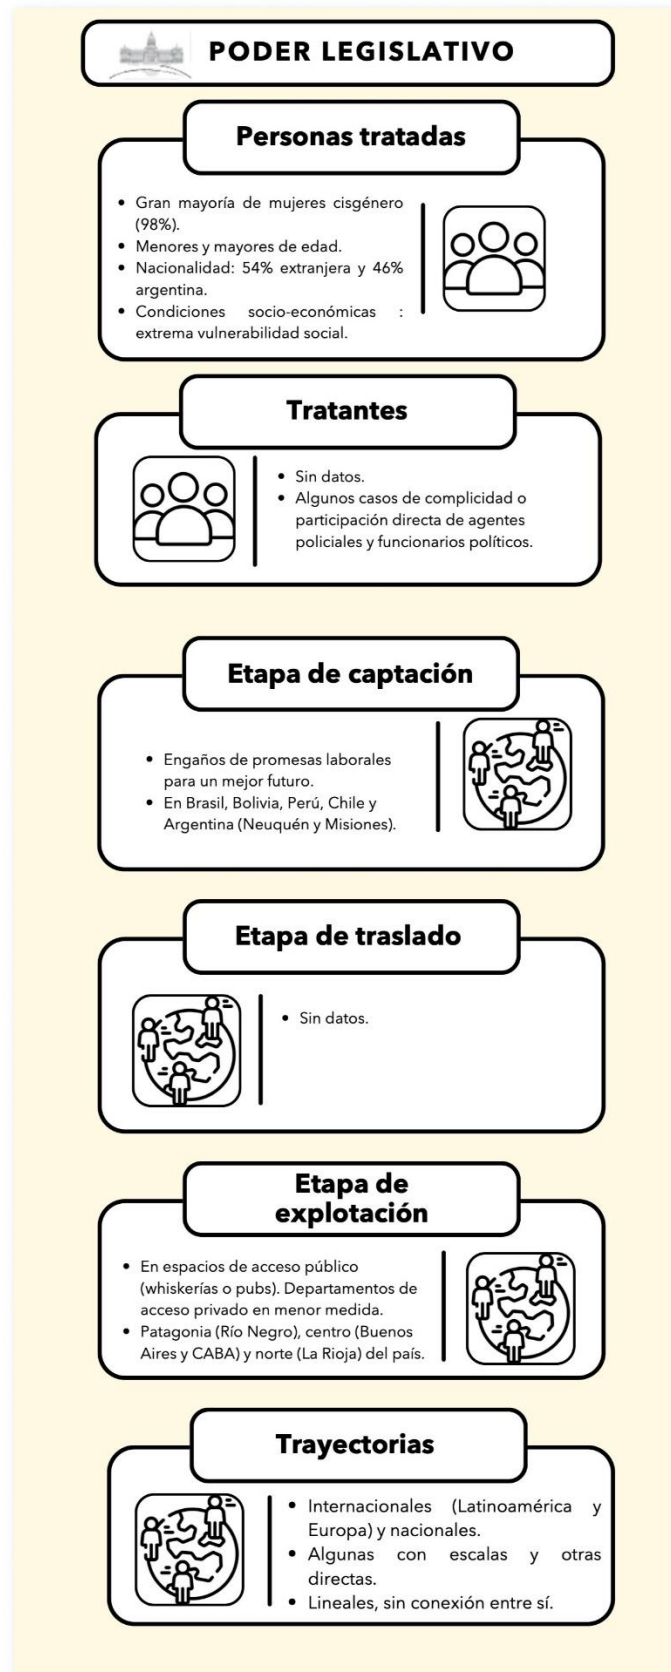 PODER LEGISLATIVO
Personas tratadas
• Gran mayoría de mujeres cisgénero
(98%).
• Menores y mayores de edad.
• Nacionalidad: 54% extranjera y 46%
argentina.
• Condiciones socio-económicas :
extrema vulnerabilidad social.
Tratantes
• Sin datos.
• Algunos casos de complicidad o
participación directa de agentes
policiales y funcionarios políticos.
Etapa de captación
• Engaños de promesas laborales
para un mejor futuro.
• En Brasil, Bolivia, Perú, Chile y
Argentina (Neuquén y Misiones).
Etapa de traslado
• Sin datos.
Etapa de
explotación
• En espacios de acceso público
(whiskerías o pubs). Departamentos de
acceso privado en menor medida.
• Patagonia (Río Negro), centro (Buenos
Aires y CABA) y norte (La Rioja) del país.
Trayectorias
• Internacionales (Latinoamérica y
Europa) y nacionales.
• Algunas con escalas y otras
directas.
• Lineales, sin conexión entre sí.